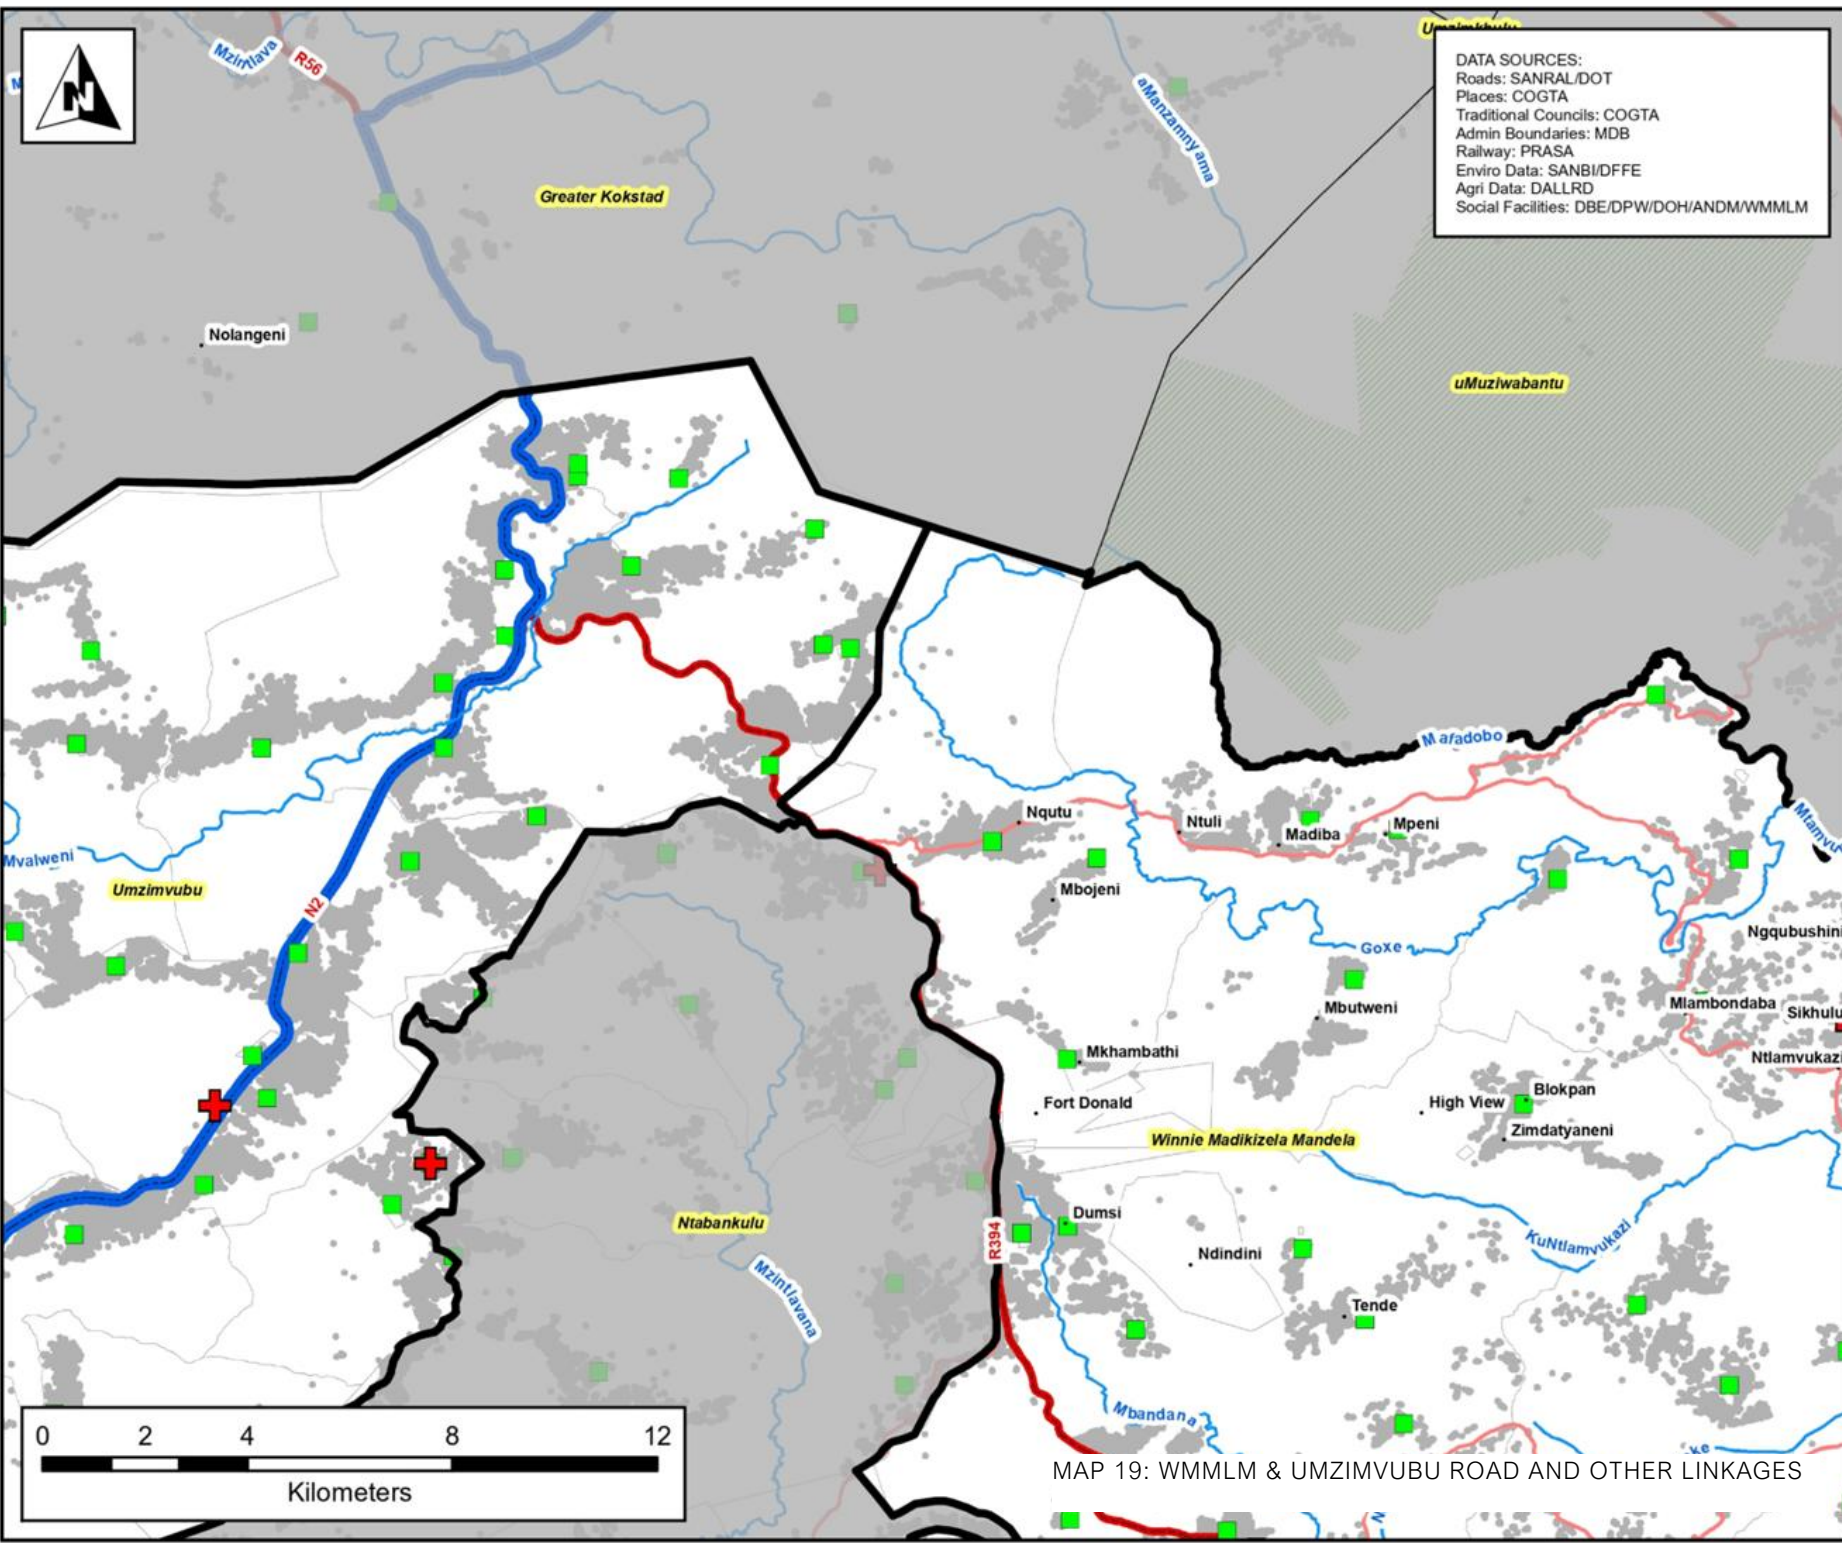 Umzimkhulu
N
Mzintlava
R56
DATA SOURCES:
Roads: SANRAL/DOT
Places: COGTA
Traditional Councils: COGTA
Admin Boundaries: MDB
Railway: PRASA
Enviro Data: SANBI/DFFE
Agri Data: DALLRD
Social Facilities: DBE/DPW/DOH/ANDM/WMMLM
aManzamnyama
Greater Kokstad
Nolangeni
uMuziwabantu
Mafadobo
Nqutu
Ntuli
Madiba
Mpeni
Mtamvu
Mvalweni
Umzimvubu
N2
Mbojeni
Goxe
Ngqubushini
Mbutweni
Mlambondaba
Sikhulu
Mkhambathi
Ntlamvukazi
Fort Donald
High View
Blokpan
Zimdatyaneni
Winnie Madikizela Mandela
Ntabankulu
R394
Dumsi
Ndindini
KuNtlamvukazi
Mzintlavana
Tende
Mbandana
ke
0 2 4 8 12
Kilometers
MAP 19: WMMLM & UMZIMVUBU ROAD AND OTHER LINKAGES